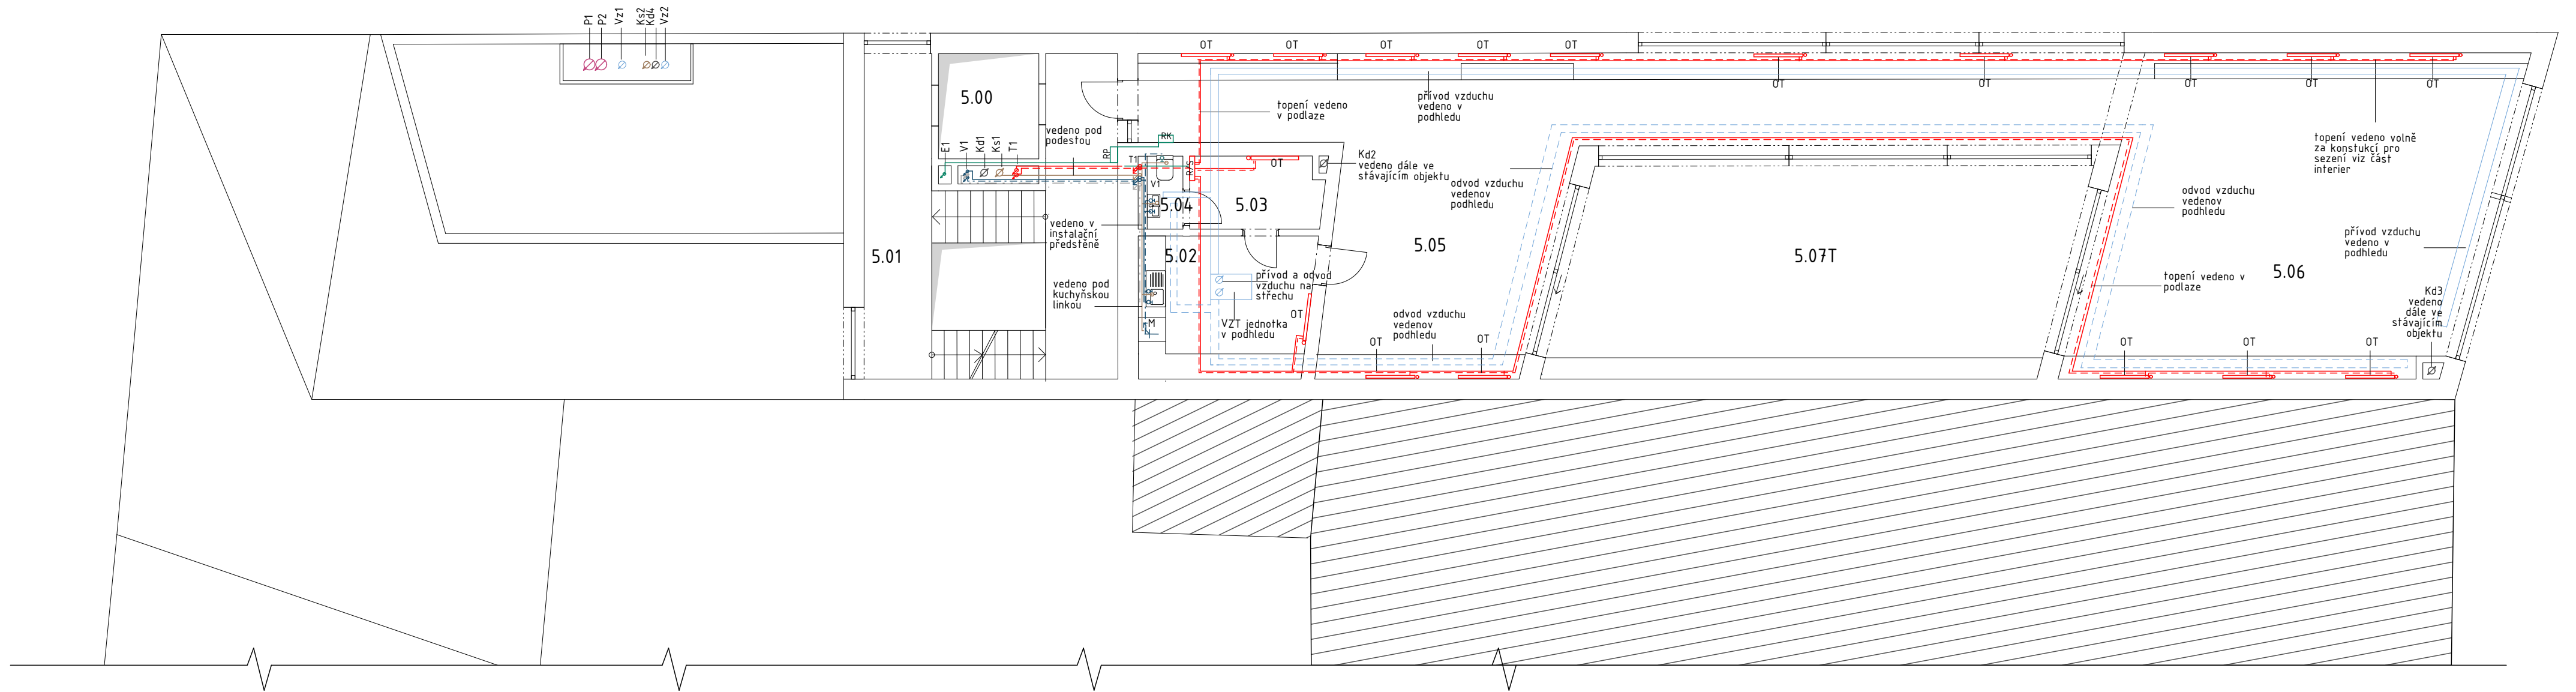 P1
P2
Vz1
Ks2
Kd4
Vz2
OT
OT
OT
OT
OT
5.00
topení vedeno
v podlaze
přívod vzduchu
vedeno v
podhledu
OT
OT
OT
OT
OT
E1
V1
Kd1
Ks1
T1
vedeno pod
podestou
RP
RK
T1
V1
R/S
OT
Kd2
vedeno dále ve
stávajícím objektu
odvod vzduchu
vedenov
podhledu
topení vedeno volně
za konstukcí pro
sezení viz část
interier
odvod vzduchu
vedenov
podhledu
5.04
5.03
5.01
vedeno v
instalační
předstěně
5.02
5.05
5.07T
přívod vzduchu
vedeno v
podhledu
5.06
vedeno pod
kuchyňskou
linkou
přívod a odvod
vzduchu na
střechu
topení vedeno v
podlaze
Kd3
vedeno
dále ve
stávajícím
objektu
M
VZT jednotka
v podhledu
OT
odvod vzduchu
vedenov
podhledu
OT
OT
OT
OT
OT